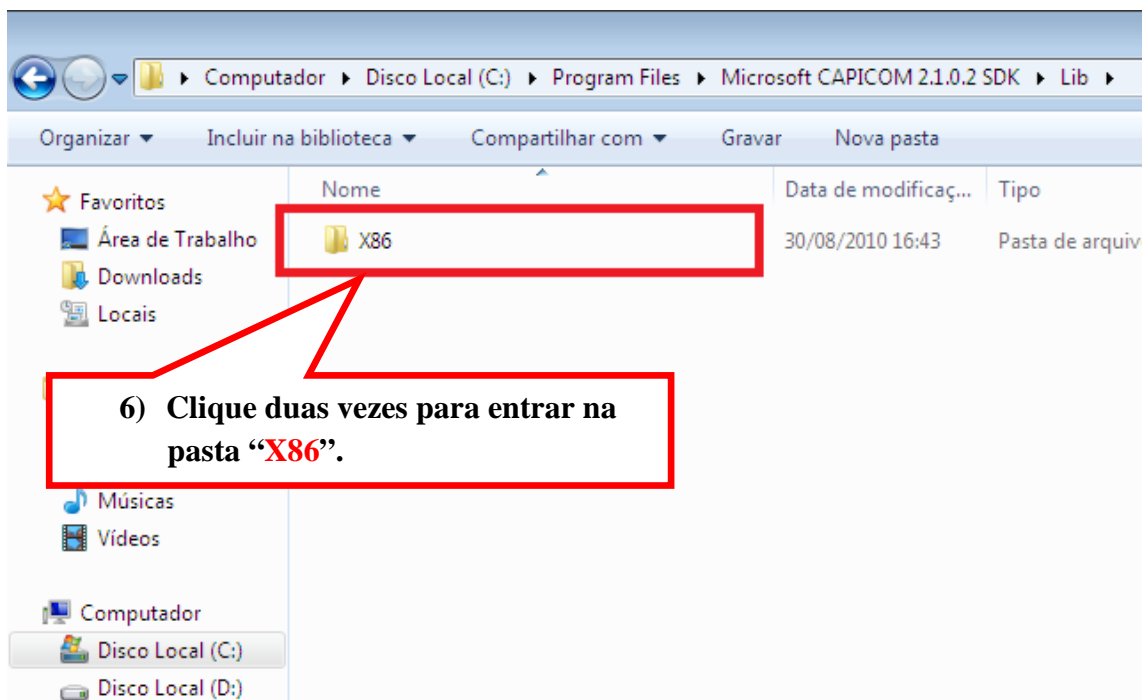 Computador ▸ Disco Local (C:) ▸ Program Files ▸ Microsoft CAPICOM 2.1.0.2 SDK ▸ Lib ▸
Organizar Incluir na biblioteca Compartilhar com Gravar Nova pasta
Nome Data de modificaç... Tipo
Favoritos
Área de Trabalho
Downloads
Locais
X86 30/08/2010 16:43 Pasta de arquiv
6) Clique duas vezes para entrar na
pasta “X86”.
Músicas
Vídeos
Computador
Disco Local (C:)
Disco Local (D:)